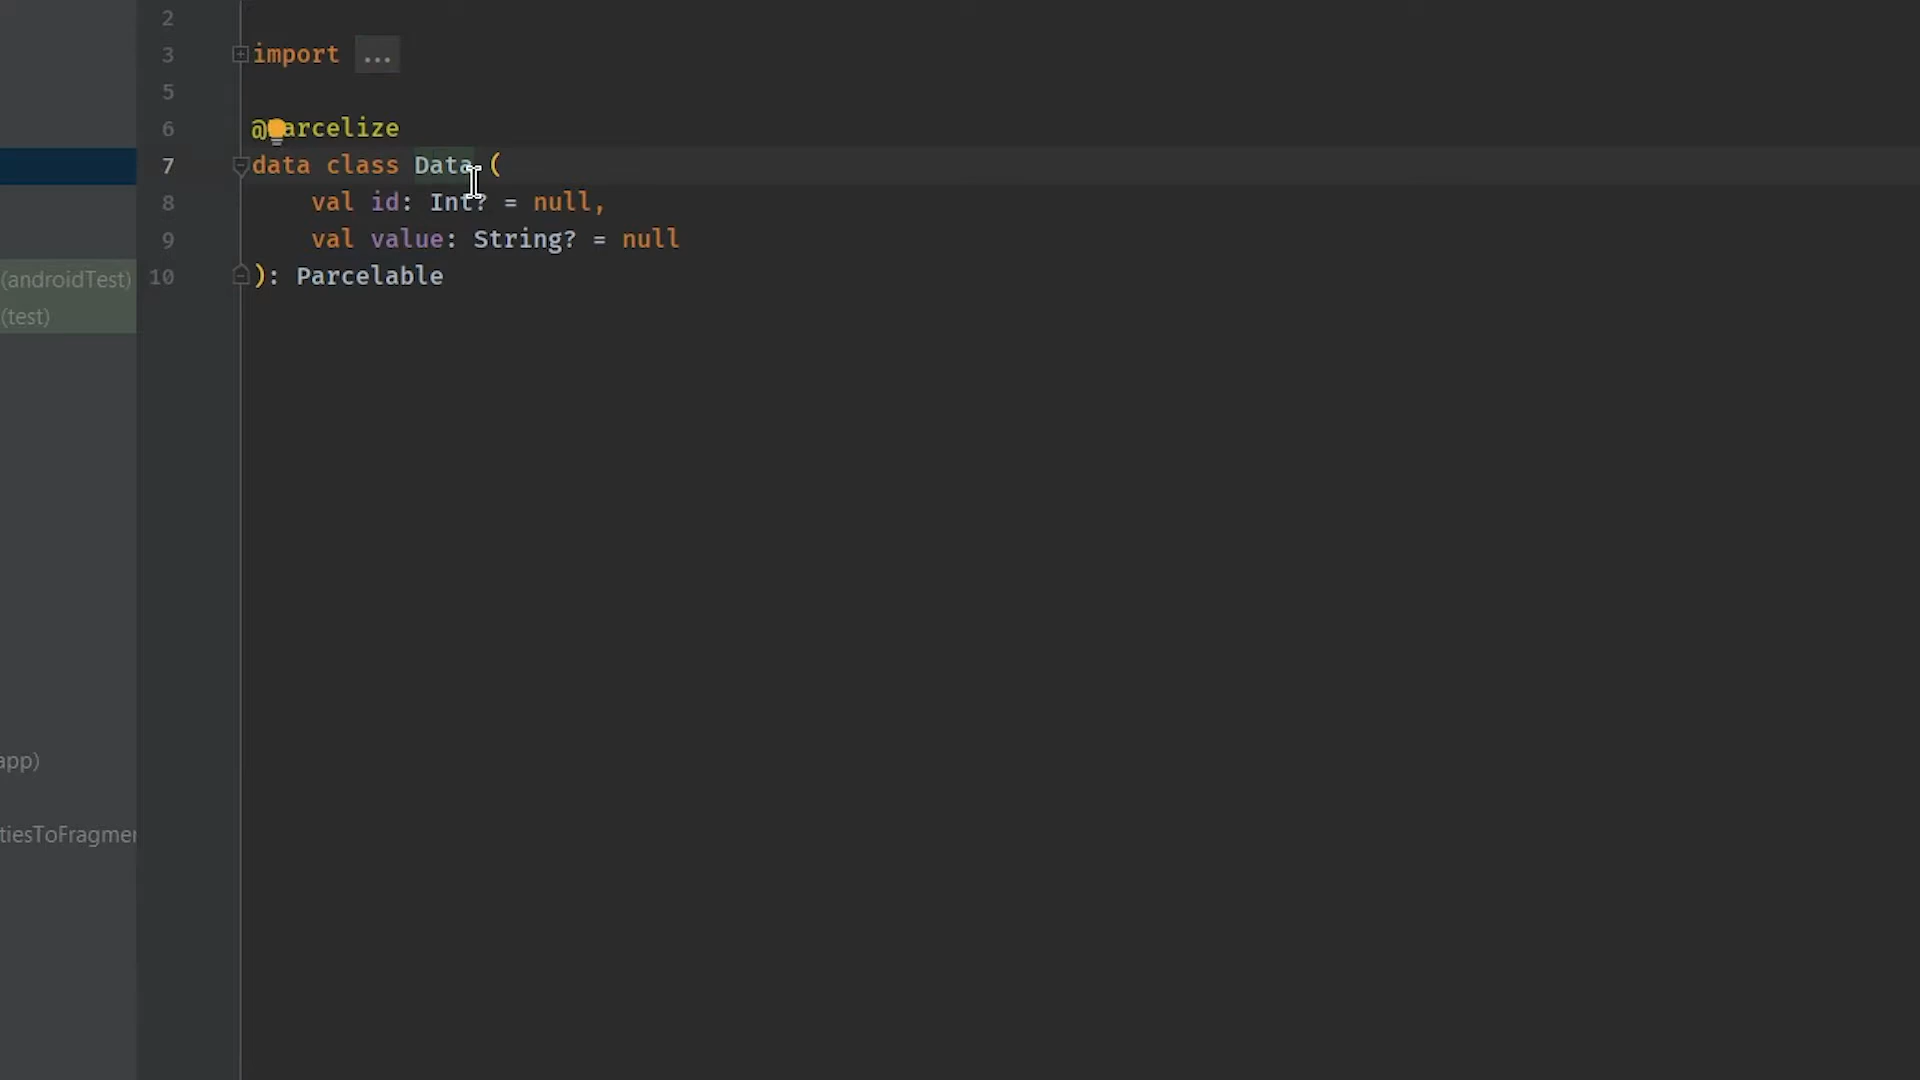 2
3 import ...
5
6 @Parcelize
7 data class Data (
8 val id: Int? = null,
9 val value: String? = null
(androidTest) 10 ): Parcelable
(test)
app)
tiesToFragmen